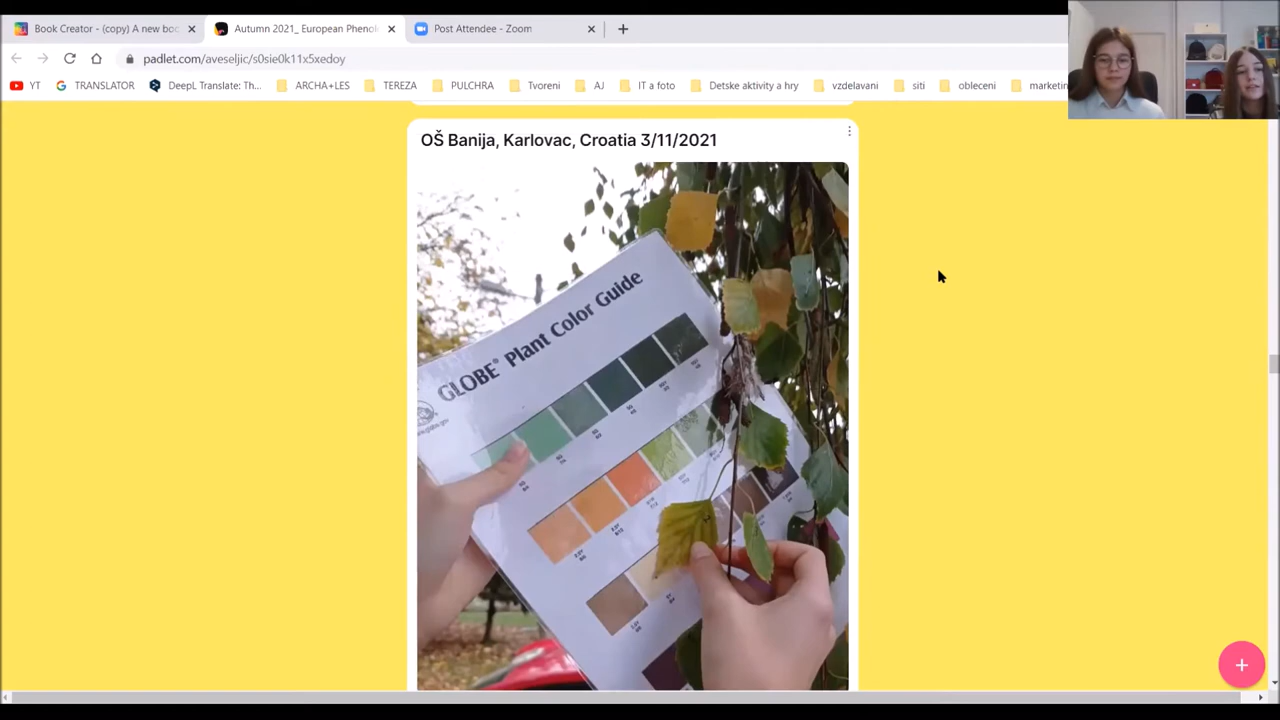 Book Creator - (copy) A new boc
Autumn 2021_ European Phenol
Post Attendee - Zoom
padlet.com/aveseljic/s0sie0k11x5xedoy
YT
TRANSLATOR
DeepL Translate: Th...
ARCHA+LES
TEREZA
PULCHRA
Tvoreni
AJ
IT a foto
Detske aktivity a hry
vzdelavani
siti
obleceni
marketin
OŠ Banija, Karlovac, Croatia 3/11/2021
GLOBE® Plant Color Guide